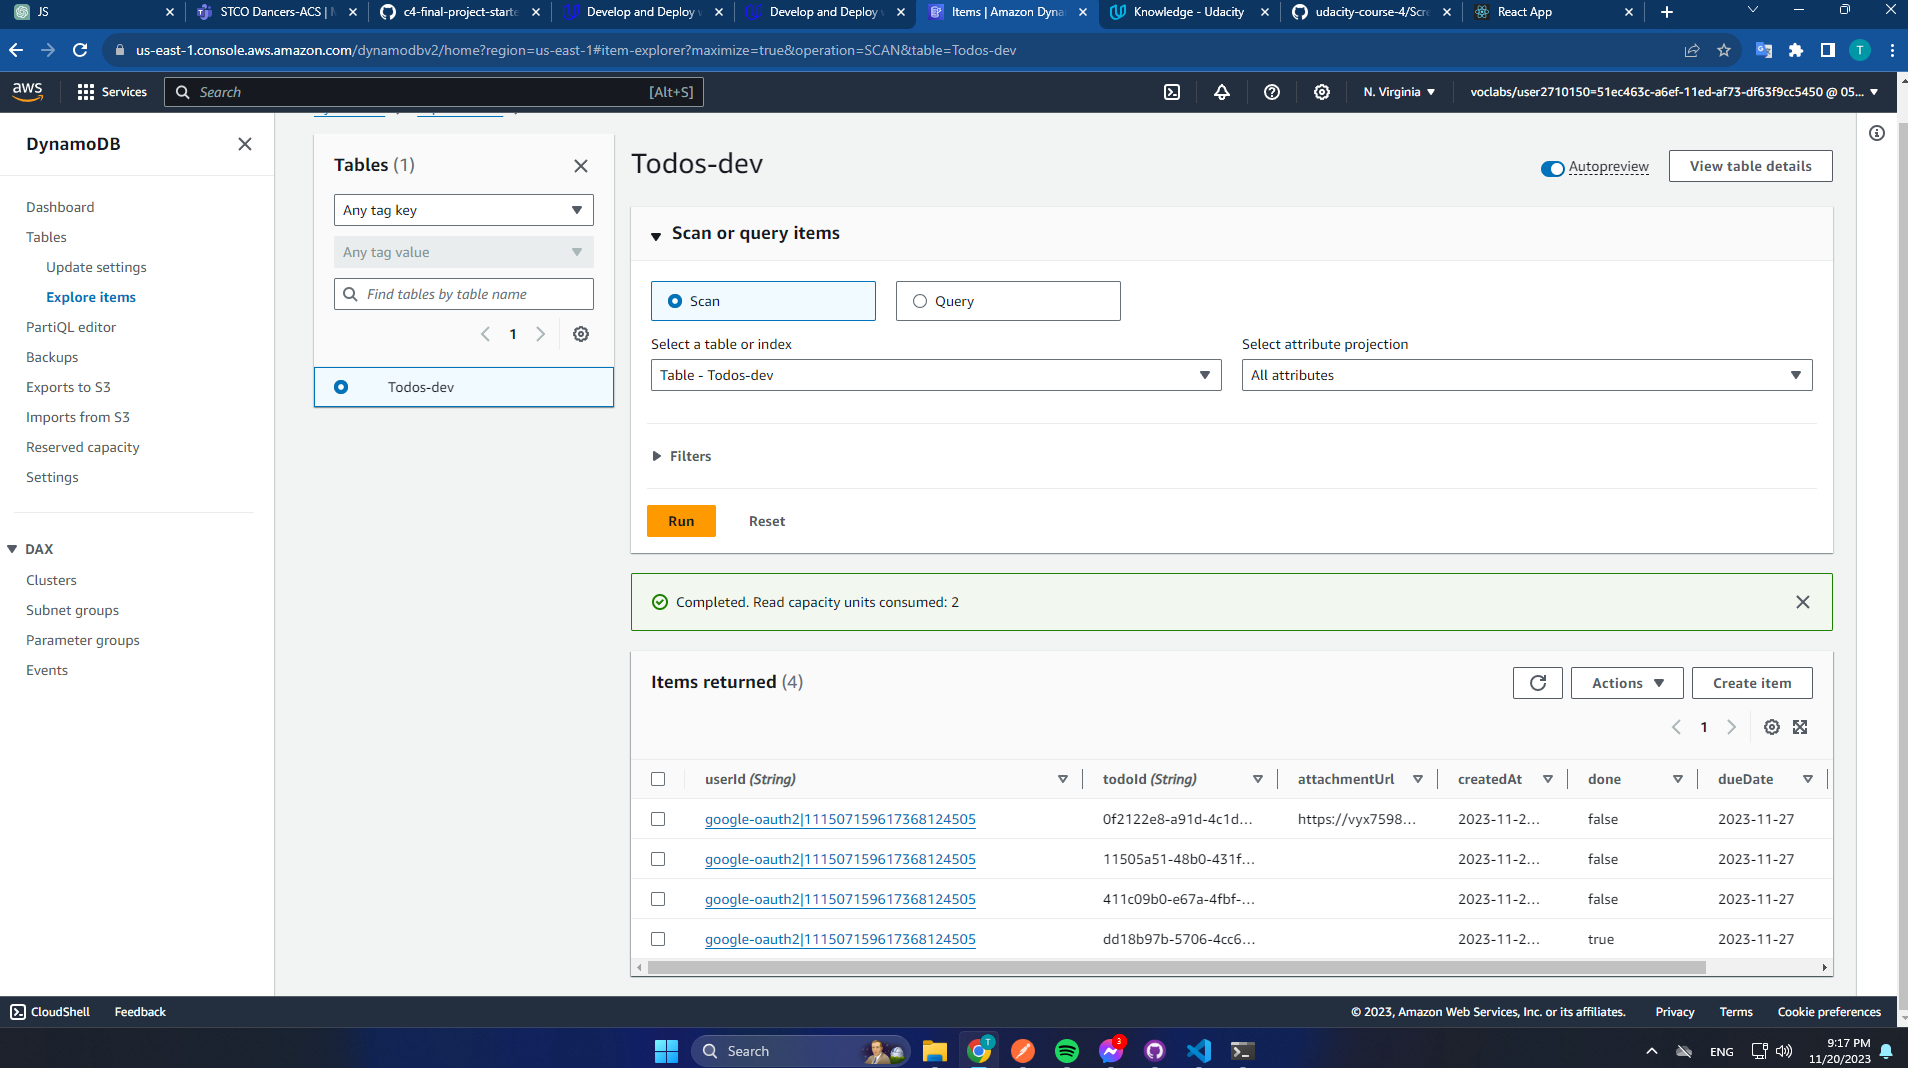 JS
STCO Dancers-ACS | M
c4-final-project-starte
Develop and Deploy w
Develop and Deploy w
Items | Amazon Dyna
Knowledge - Udacity
udacity-course-4/Scre
React App
us-east-1.console.aws.amazon.com/dynamodbv2/home?region=us-east-1#item-explorer?maximize=true&operation=SCAN&table=Todos-dev
T
aws
Services
Search
[Alt+S]
N. Virginia
voclabs/user2710150=51ec463c-a6ef-11ed-af73-df63f9cc5450 @ 05...
DynamoDB
Dashboard
Tables
Update settings
Explore items
PartiQL editor
Backups
Exports to S3
Imports from S3
Reserved capacity
Settings
DAX
Clusters
Subnet groups
Parameter groups
Events
Tables (1)
Any tag key
Any tag value
Find tables by table name
1
Todos-dev
Todos-dev
Autopreview
View table details
Scan or query items
Scan
Query
Select a table or index
Table - Todos-dev
Select attribute projection
All attributes
Filters
Run
Reset
Completed. Read capacity units consumed: 2
Items returned (4)
Actions
Create item
1
userId (String) todoId (String) attachmentUrl createdAt done dueDate
google-oauth2|111507159617368124505 0f2122e8-a91d-4c1d... https://vyx7598... 2023-11-2... false 2023-11-27
google-oauth2|111507159617368124505 11505a51-48b0-431f... 2023-11-2... false 2023-11-27
google-oauth2|111507159617368124505 411c09b0-e67a-4fbf-... 2023-11-2... false 2023-11-27
google-oauth2|111507159617368124505 dd18b97b-5706-4cc6... 2023-11-2... true 2023-11-27
CloudShell
Feedback
© 2023, Amazon Web Services, Inc. or its affiliates.
Privacy
Terms
Cookie preferences
Search
T
3
ENG
9:17 PM
11/20/2023